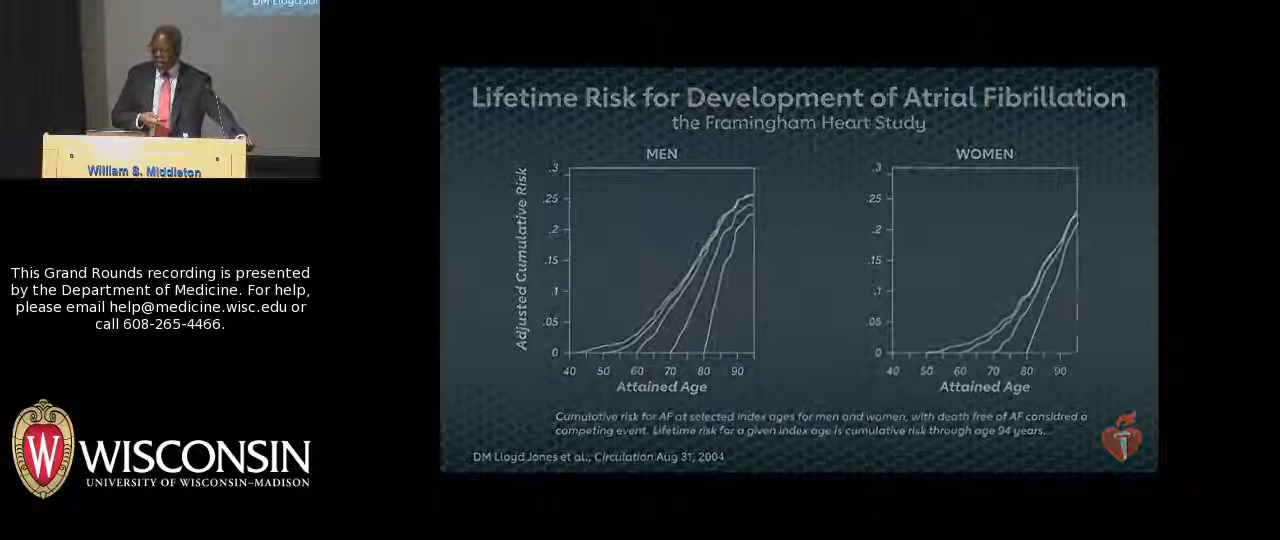 DM Lloyd Jon
William S. Middleton
This Grand Rounds recording is presented
by the Department of Medicine. For help,
please email help@medicine.wisc.edu or
call 608-265-4466.
W
WISCONSIN
UNIVERSITY OF WISCONSIN–MADISON
Lifetime Risk for Development of Atrial Fibrillation
the Framingham Heart Study
MEN
Adjusted Cumulative Risk
.3
.25
.2
.15
.1
.05
0
40 50 60 70 80 90
Attained Age
WOMEN
.3
.25
.2
.15
.1
.05
0
40 50 60 70 80 90
Attained Age
Cumulative risk for AF at selected index ages for men and women, with death free of AF considred a
competing event. Lifetime risk for a given index age is cumulative risk through age 94 years.
DM Lloyd Jones et al., Circulation Aug 31, 2004